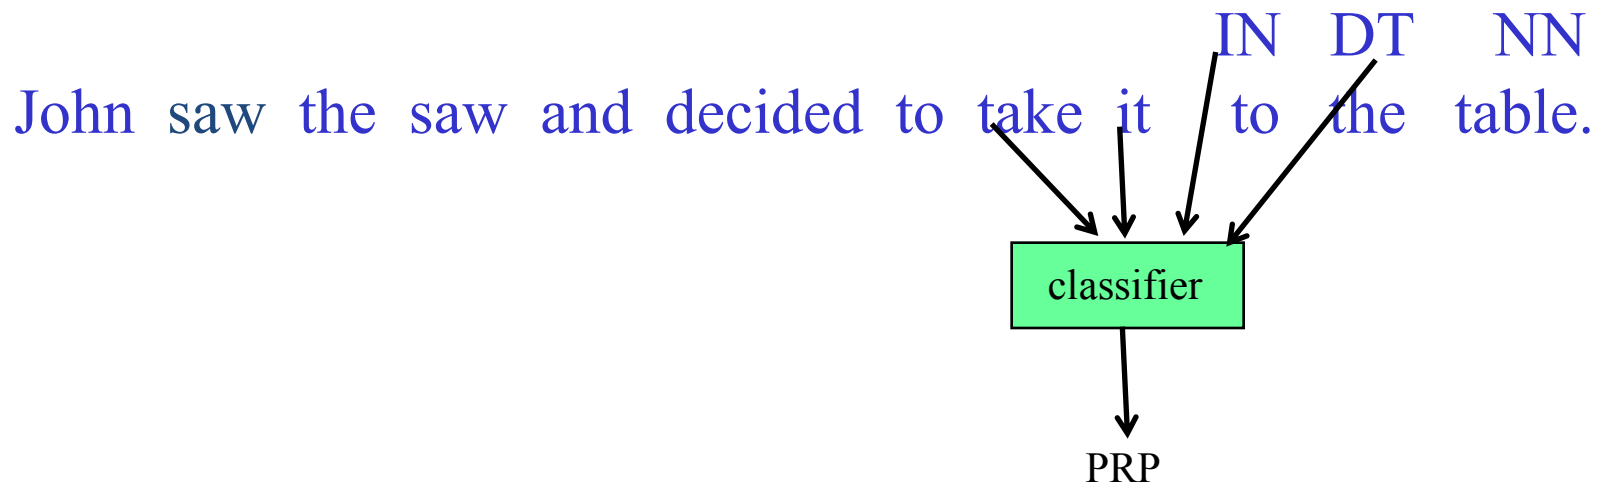 IN DT NN
John saw the saw and decided to take it to the table.
classifier
PRP